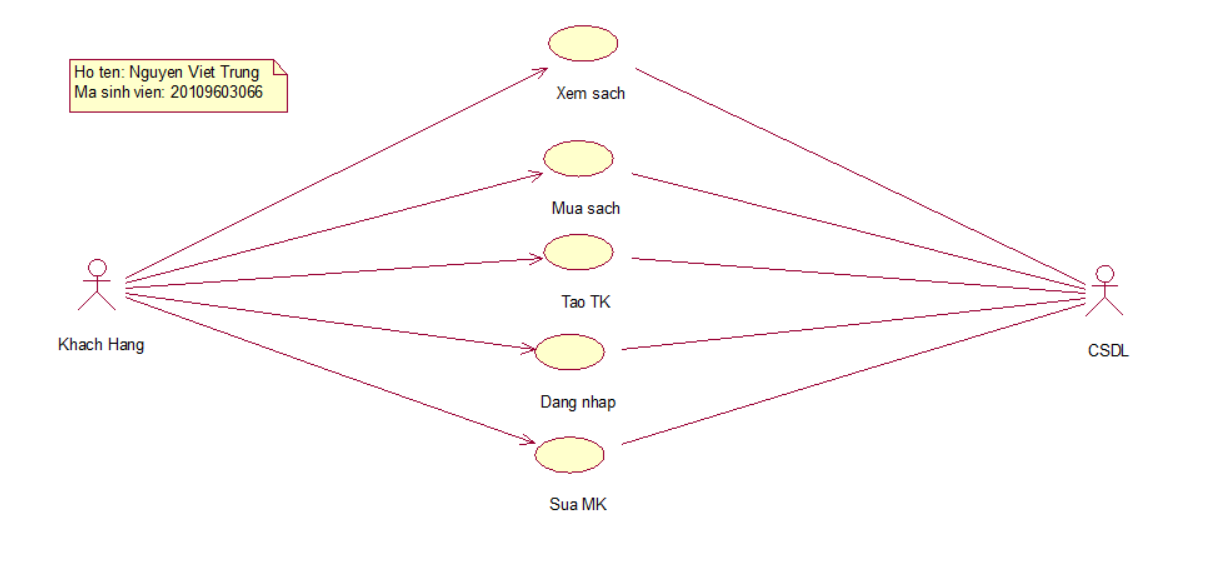 Ho ten: Nguyen Viet Trung
Ma sinh vien: 20109603066
Xem sach
Mua sach
Tao TK
Khach Hang
CSDL
Dang nhap
Sua MK